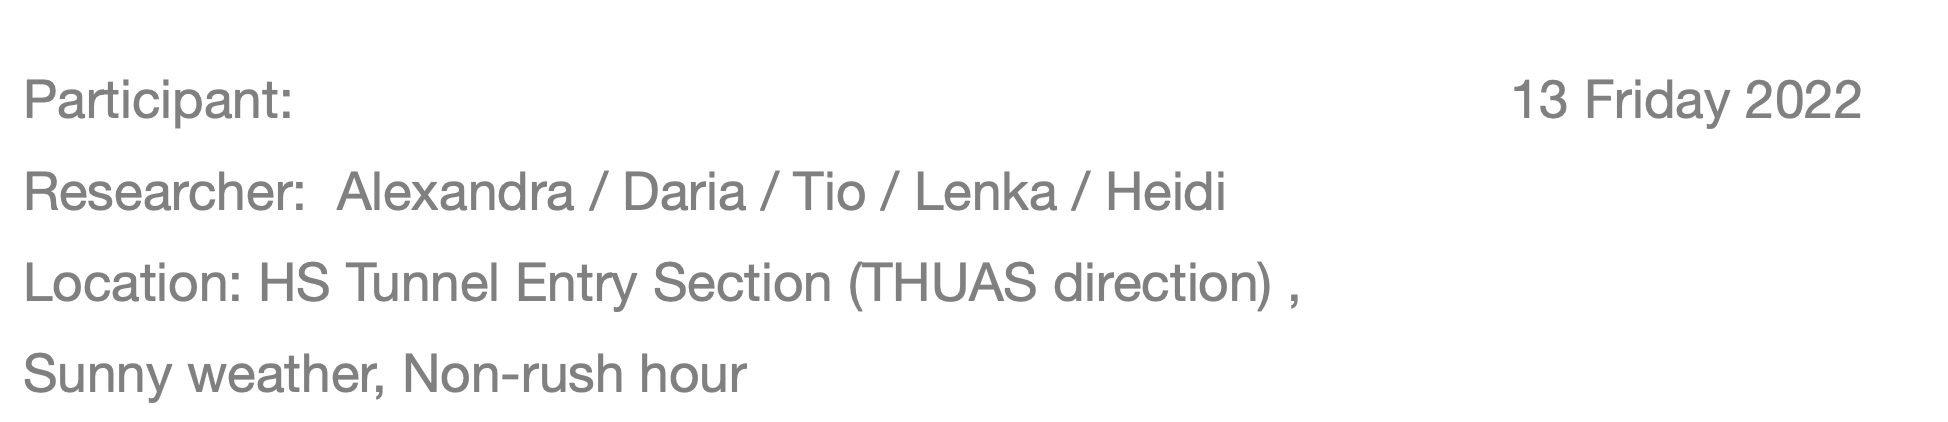 Participant: 13 Friday 2022
Researcher: Alexandra / Daria / Tio / Lenka / Heidi
Location: HS Tunnel Entry Section (THUAS direction) ,
Sunny weather, Non-rush hour